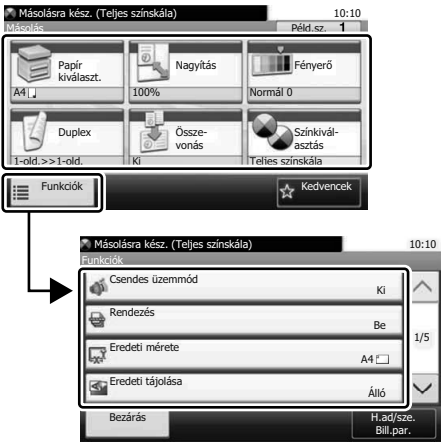 Másolásra kész. (Teljes színskála) 10:10
Másolás Péld.sz. 1
Papír
kiválaszt.
A4
Nagyítás
100%
Fényerő
Normál 0
Duplex
1-old.>>1-old.
Össze-
vonás
Ki
Színkivál-
asztás
Teljes színskála
Funkciók
Kedvencek
Másolásra kész. (Teljes színskála) 10:10
Funkciók
Csendes üzemmód
Ki
Rendezés
Be
1/5
Eredeti mérete
A4
Eredeti tájolása
Álló
Bezárás
H.ad/sze.
Bill.par.